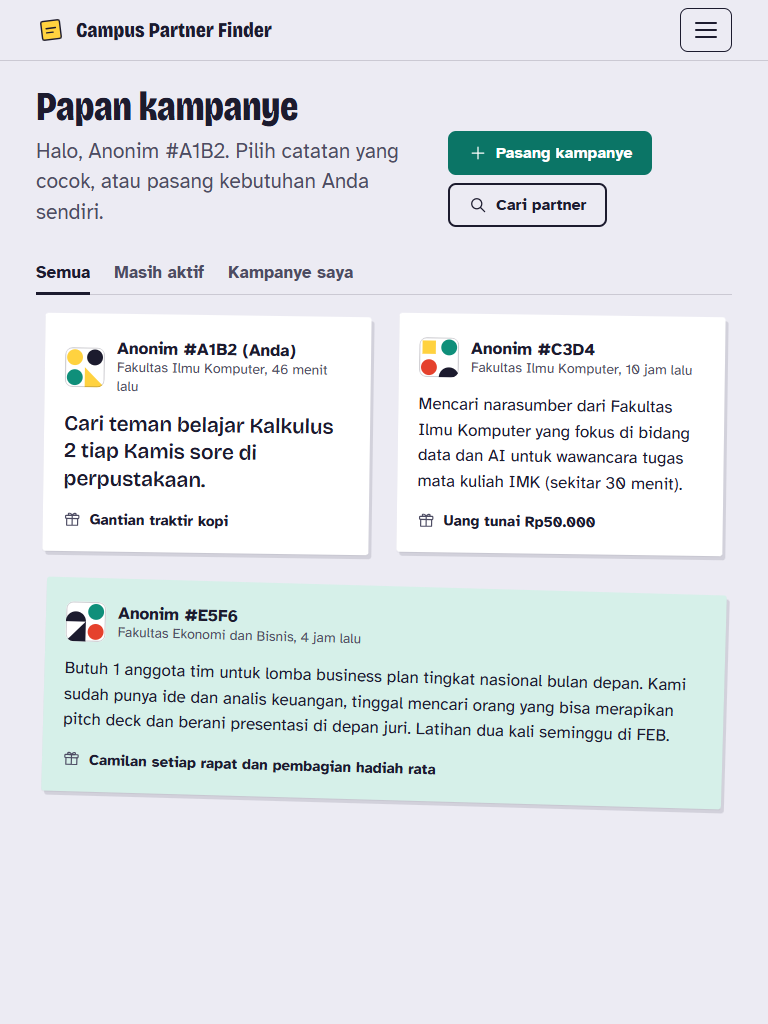 Campus Partner Finder
Papan kampanye
Halo, Anonim #A1B2. Pilih catatan yang
cocok, atau pasang kebutuhan Anda
sendiri.
Pasang kampanye
Cari partner
Semua
Masih aktif
Kampanye saya
Anonim #A1B2 (Anda)
Fakultas Ilmu Komputer, 46 menit
lalu
Cari teman belajar Kalkulus
2 tiap Kamis sore di
perpustakaan.
Gantian traktir kopi
Anonim #C3D4
Fakultas Ilmu Komputer, 10 jam lalu
Mencari narasumber dari Fakultas
Ilmu Komputer yang fokus di bidang
data dan AI untuk wawancara tugas
mata kuliah IMK (sekitar 30 menit).
Uang tunai Rp50.000
Anonim #E5F6
Fakultas Ekonomi dan Bisnis, 4 jam lalu
Butuh 1 anggota tim untuk lomba business plan tingkat nasional bulan depan. Kami
sudah punya ide dan analis keuangan, tinggal mencari orang yang bisa merapikan
pitch deck dan berani presentasi di depan juri. Latihan dua kali seminggu di FEB.
Camilan setiap rapat dan pembagian hadiah rata